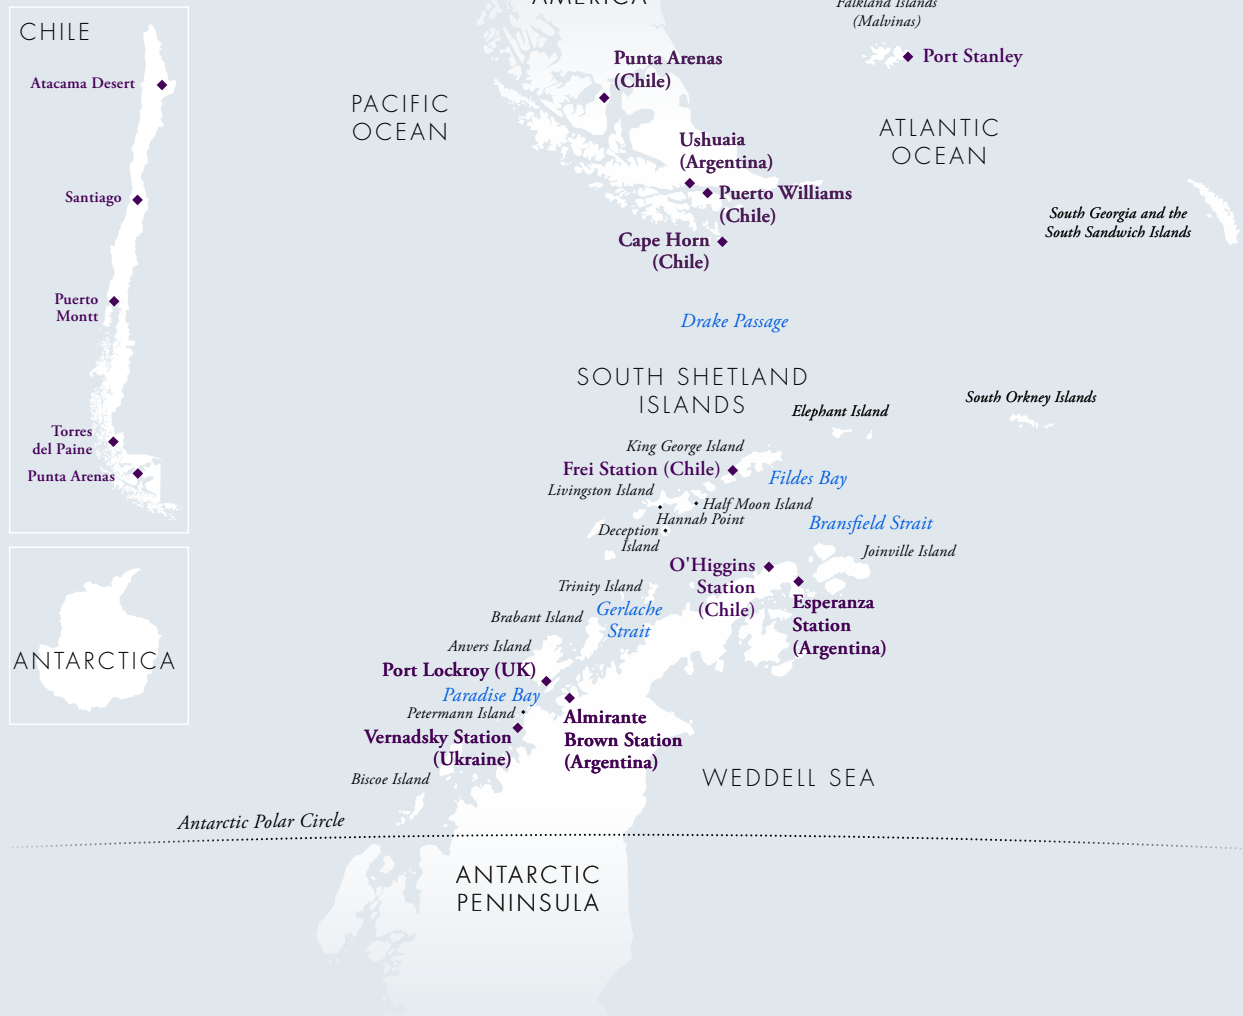 CHILE
Atacama Desert
Santiago
Puerto
Montt
Torres
del Paine
Punta Arenas
ANTARCTICA
AMERICA
Falkland Islands
(Malvinas)
Port Stanley
Punta Arenas
(Chile)
PACIFIC
OCEAN
ATLANTIC
OCEAN
Ushuaia
(Argentina)
Puerto Williams
(Chile)
Cape Horn
(Chile)
South Georgia and the
South Sandwich Islands
Drake Passage
SOUTH SHETLAND
ISLANDS
Elephant Island
South Orkney Islands
King George Island
Frei Station (Chile)
Fildes Bay
Livingston Island
Half Moon Island
Hannah Point
Deception
Island
Bransfield Strait
Joinville Island
O'Higgins
Station
(Chile)
Esperanza
Station
(Argentina)
Trinity Island
Gerlache
Strait
Brabant Island
Anvers Island
Port Lockroy (UK)
Paradise Bay
Petermann Island
Almirante
Brown Station
(Argentina)
Vernadsky Station
(Ukraine)
Biscoe Island
WEDDELL SEA
Antarctic Polar Circle
ANTARCTIC
PENINSULA